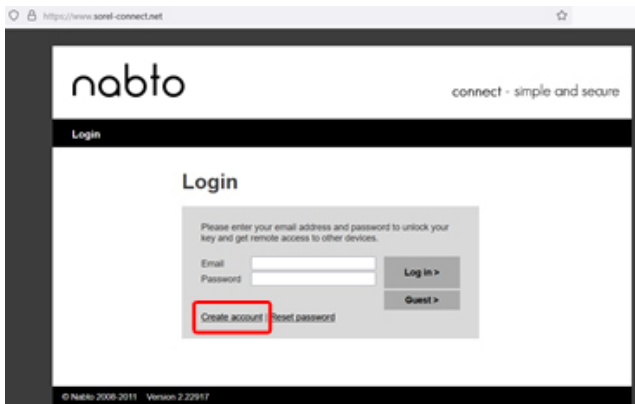 https://www.sorel-connect.net
nabto
connect - simple and secure
Login
Login
Please enter your email address and password to unlock your
key and get remote access to other devices.
Email
Password
Log in >
Guest >
Create account | Reset password
© Nabto 2008-2011 Version 2.22917